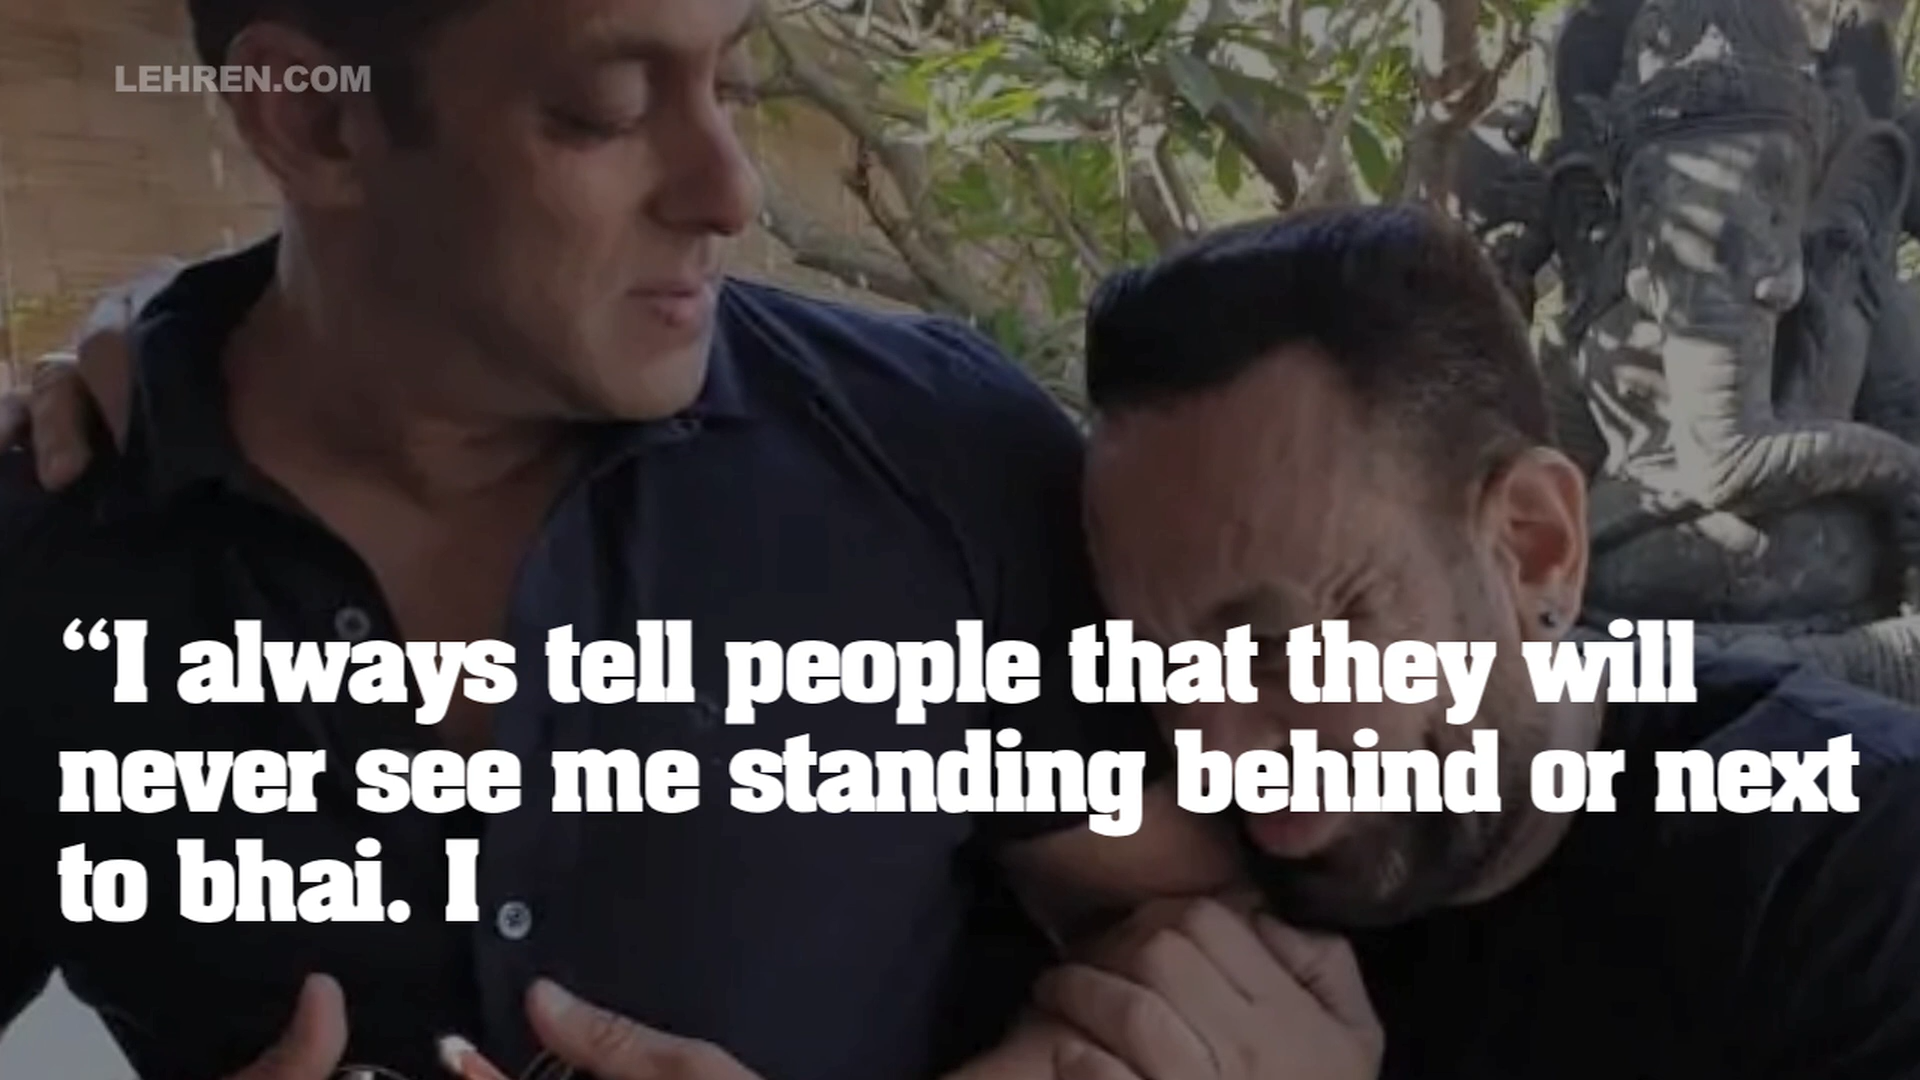 LEHREN.COM
“I always tell people that they will
never see me standing behind or next
to bhai. I